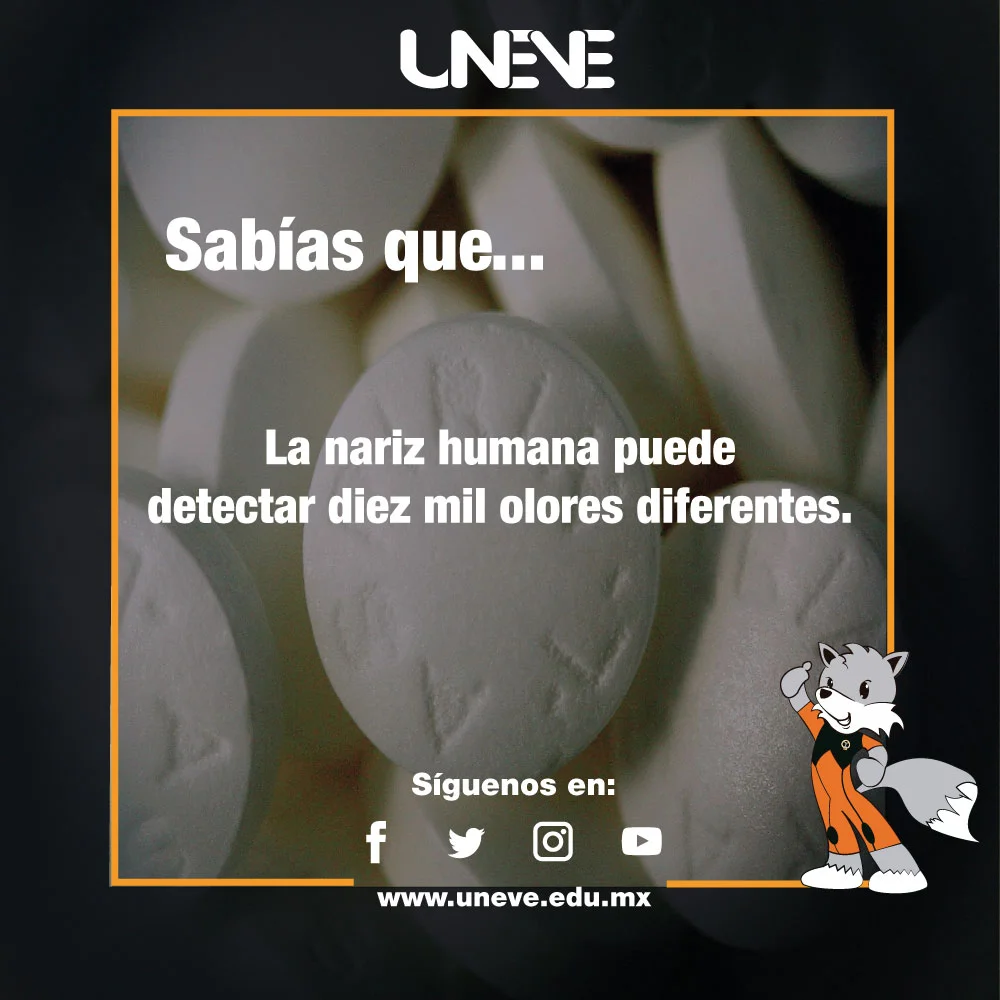 UNEVE
Sabías que...
La nariz humana puede
detectar diez mil olores diferentes.
Síguenos en:
www.uneve.edu.mx